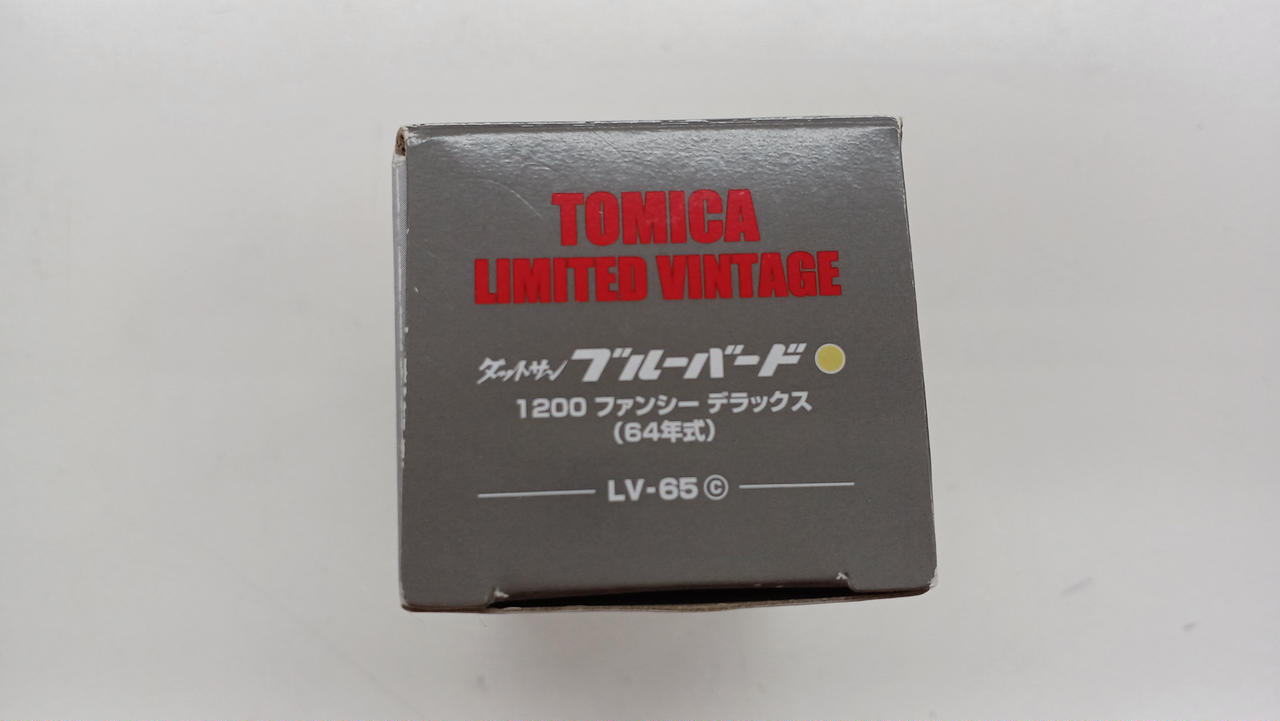 TOMICA
LIMITED VINTAGE
ダットサン ブルーバード
1200 ファンシー デラックス
(64年式)
LV-65 ⓒ